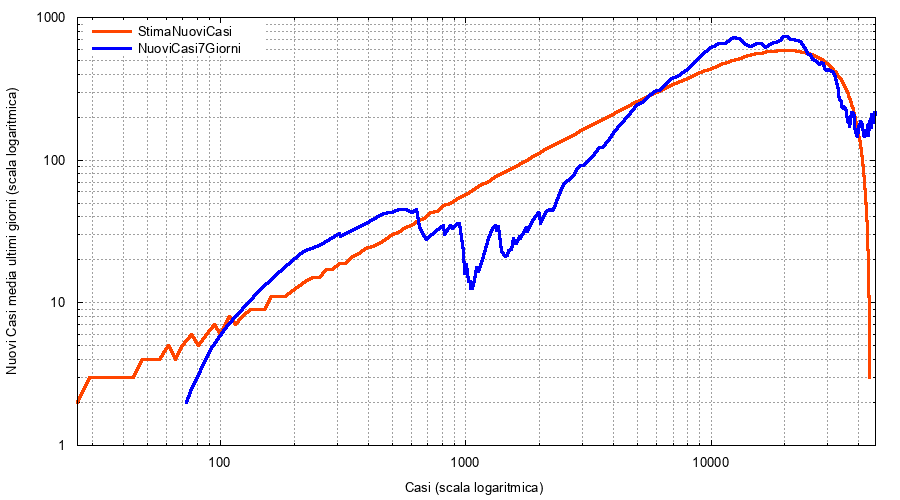 1000
StimaNuoviCasi
NuoviCasi7Giorni
100
10
1
Nuovi Casi media ultimi giorni (scala logaritmica)
100
1000
10000
Casi (scala logaritmica)